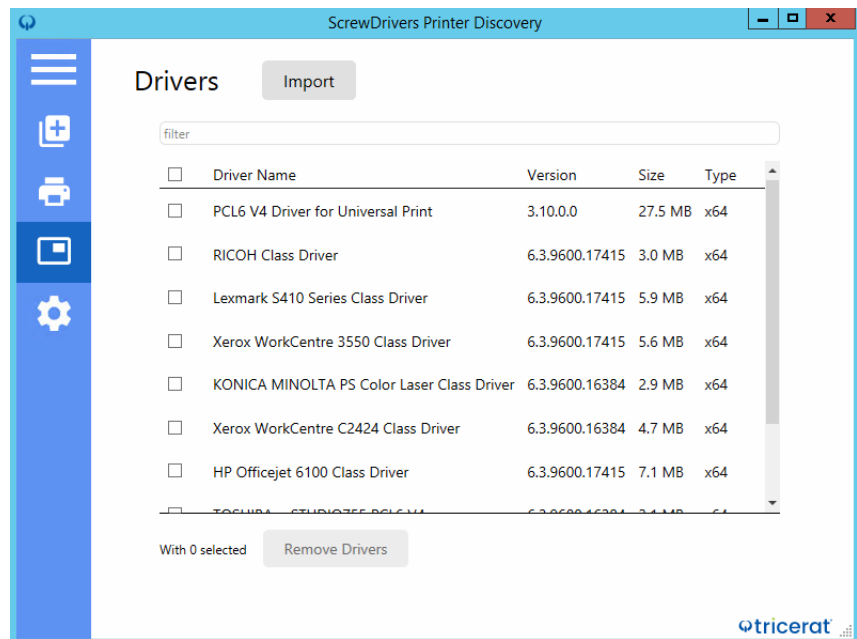 ScrewDrivers Printer Discovery
Drivers Import
filter
Driver Name Version Size Type
PCL6 V4 Driver for Universal Print 3.10.0.0 27.5 MB x64
RICOH Class Driver 6.3.9600.17415 3.0 MB x64
Lexmark S410 Series Class Driver 6.3.9600.17415 5.9 MB x64
Xerox WorkCentre 3550 Class Driver 6.3.9600.17415 5.6 MB x64
KONICA MINOLTA PS Color Laser Class Driver 6.3.9600.16384 2.9 MB x64
Xerox WorkCentre C2424 Class Driver 6.3.9600.16384 4.7 MB x64
HP Officejet 6100 Class Driver 6.3.9600.17415 7.1 MB x64
With 0 selected Remove Drivers
tricerat